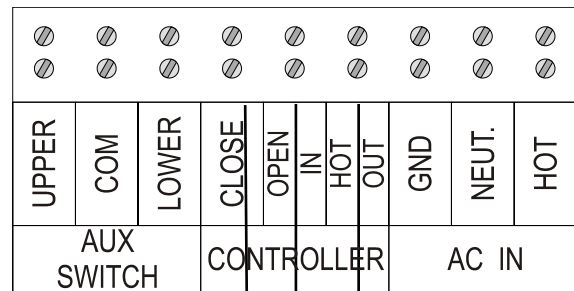 UPPER
COM
LOWER
CLOSE
OPEN
IN
HOT
OUT
GND
NEUT.
HOT
AUX
SWITCH
CONTROLLER
AC IN